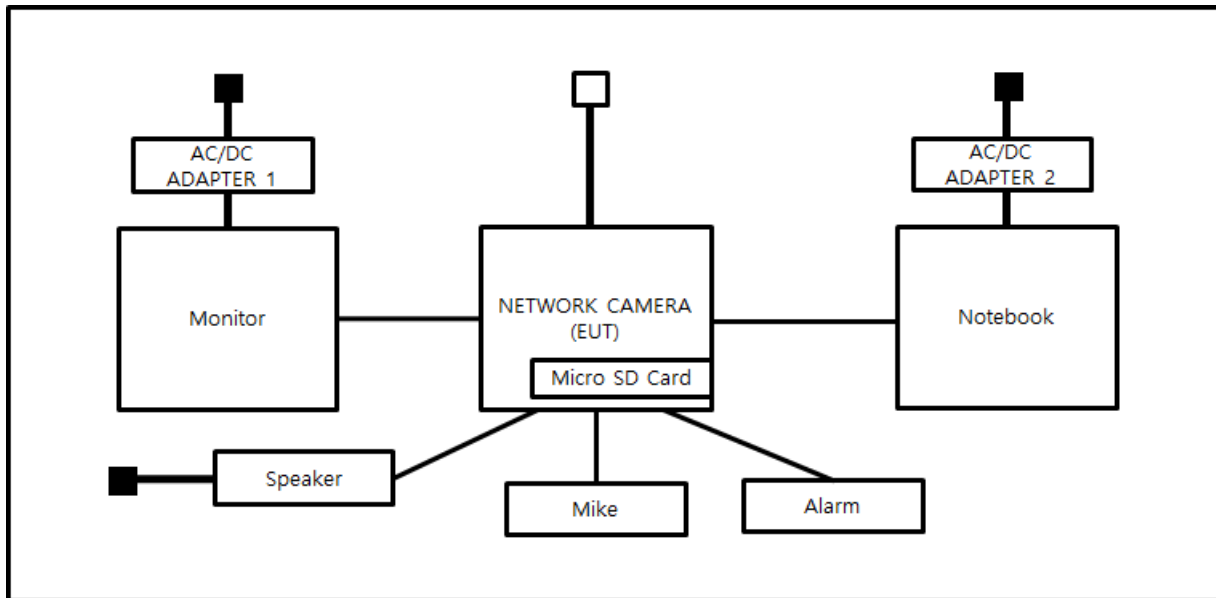 AC/DC
ADAPTER 1
AC/DC
ADAPTER 2
Monitor
NETWORK CAMERA
(EUT)
Micro SD Card
Notebook
Speaker
Mike
Alarm